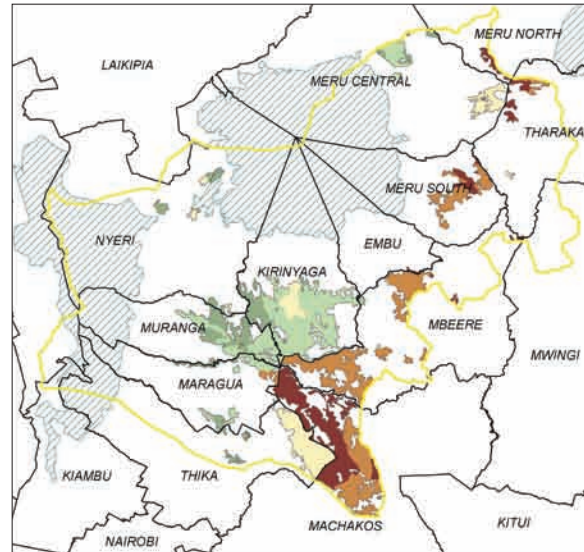 MERU NORTH
LAIKIPIA
MERU CENTRAL
THARAKA
MERU SOUTH
NYERI
EMBU
KIRINYAGA
MURANGA
MBEERE
MWINGI
MARAGUA
KIAMBU
THIKA
MACHAKOS
KITUI
NAIROBI